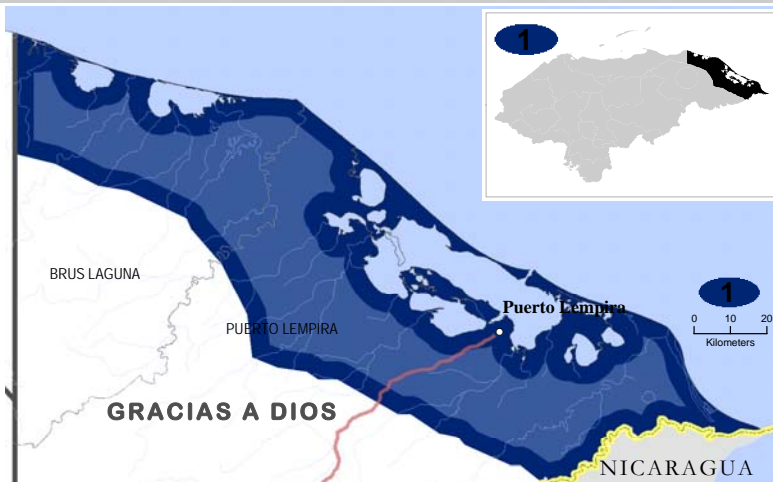 1
BRUS LAGUNA
Puerto Lempira
1
0 10 20
Kilometers
PUERTO LEMPIRA
GRACIAS A DIOS
NICARAGUA